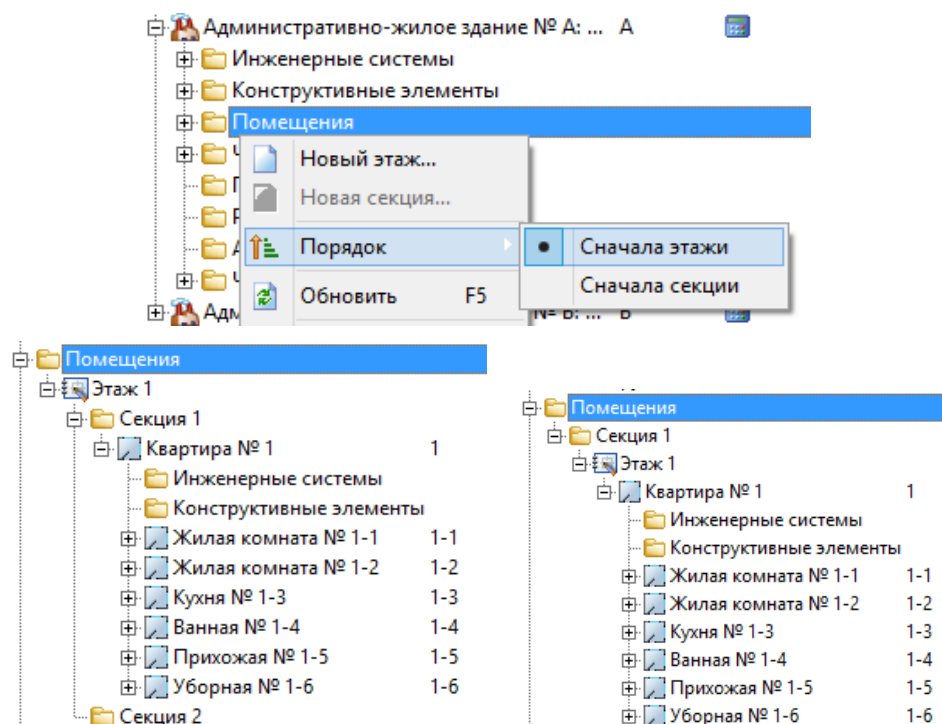 Административно-жилое здание № А: ... А
Инженерные системы
Конструктивные элементы
Помещения
Ч
Новый этаж...
Новая секция...
Порядок
Сначала этажи
Сначала секции
А
Ч
Обновить F5
Адм № В: ... В
Помещения
Этаж 1
Секция 1
Квартира № 1 1
Инженерные системы
Конструктивные элементы
Жилая комната № 1-1 1-1
Жилая комната № 1-2 1-2
Кухня № 1-3 1-3
Ванная № 1-4 1-4
Прихожая № 1-5 1-5
Уборная № 1-6 1-6
Секция 2
Помещения
Секция 1
Этаж 1
Квартира № 1 1
Инженерные системы
Конструктивные элементы
Жилая комната № 1-1 1-1
Жилая комната № 1-2 1-2
Кухня № 1-3 1-3
Ванная № 1-4 1-4
Прихожая № 1-5 1-5
Уборная № 1-6 1-6